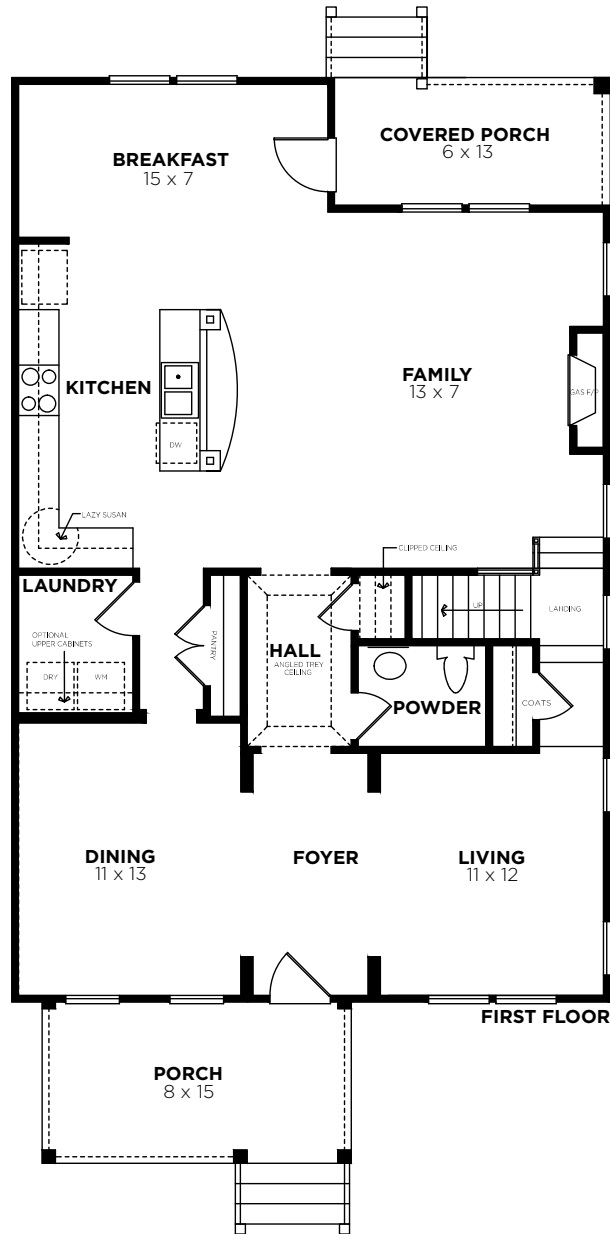 BREAKFAST
15 x 7
COVERED PORCH
6 x 13
KITCHEN
FAMILY
13 x 7
GAS F/P
DW
LAZY SUSAN
CLIPPED CEILING
LAUNDRY
OPTIONAL
UPPER CABINETS
DRY
WM
PANTRY
HALL
ANGLED TREY
CEILING
UP
LANDING
POWDER
COATS
DINING
11 x 13
FOYER
LIVING
11 x 12
FIRST FLOOR
PORCH
8 x 15